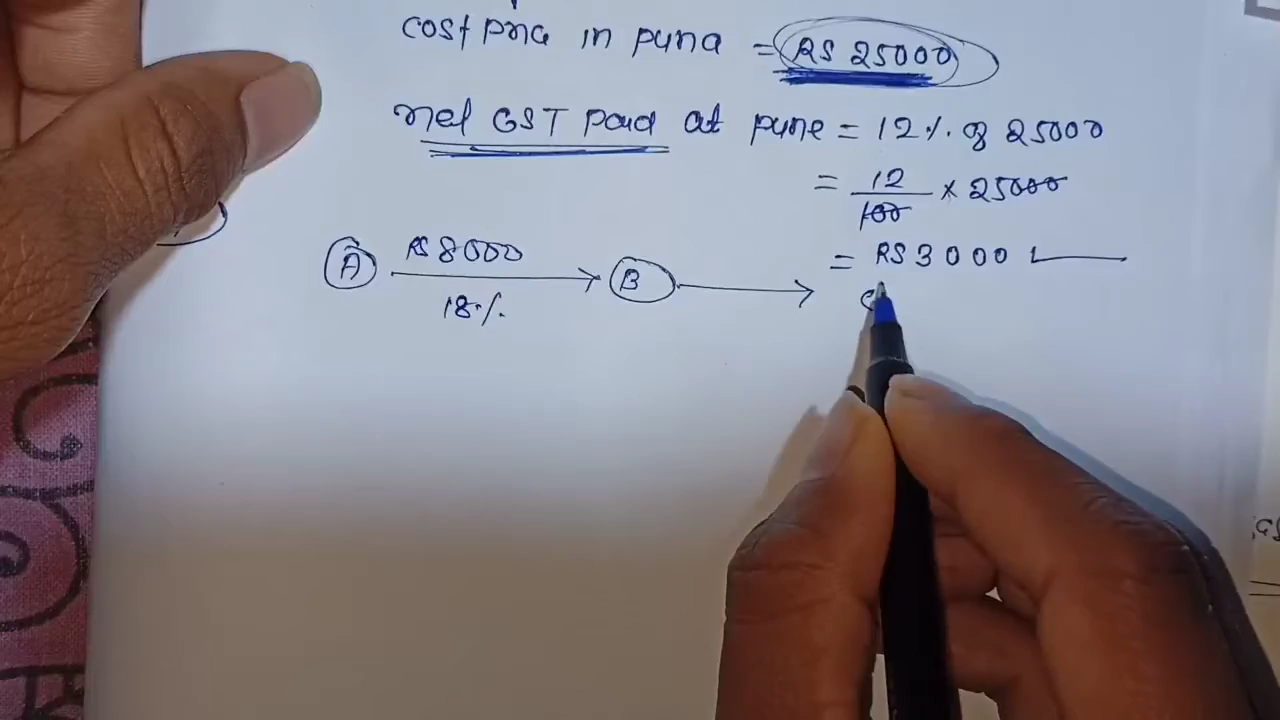 cost price in puna = RS 25000
net GST paid at pune = 12% of 25000
= 12/100 × 25000
= RS 3000
A RS 8000 18% B